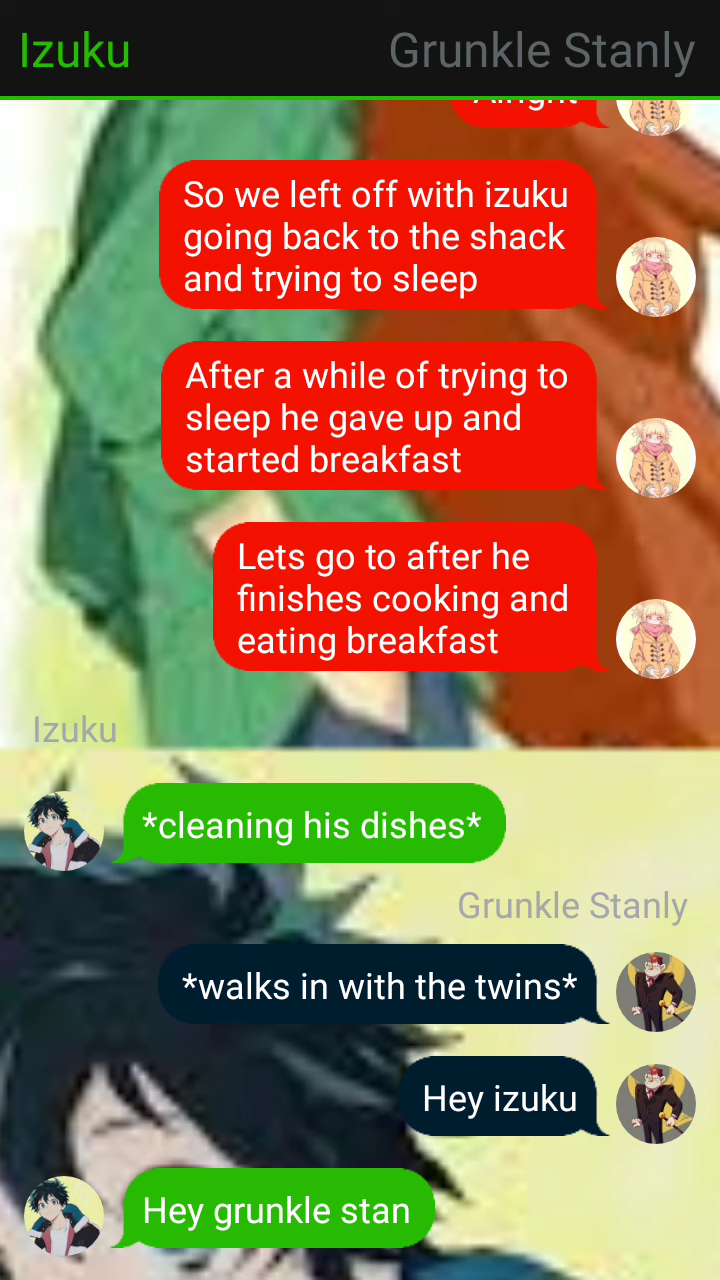 Izuku
Grunkle Stanly
Alright
So we left off with izuku
going back to the shack
and trying to sleep
After a while of trying to
sleep he gave up and
started breakfast
Lets go to after he
finishes cooking and
eating breakfast
Izuku
*cleaning his dishes*
Grunkle Stanly
*walks in with the twins*
Hey izuku
Hey grunkle stan